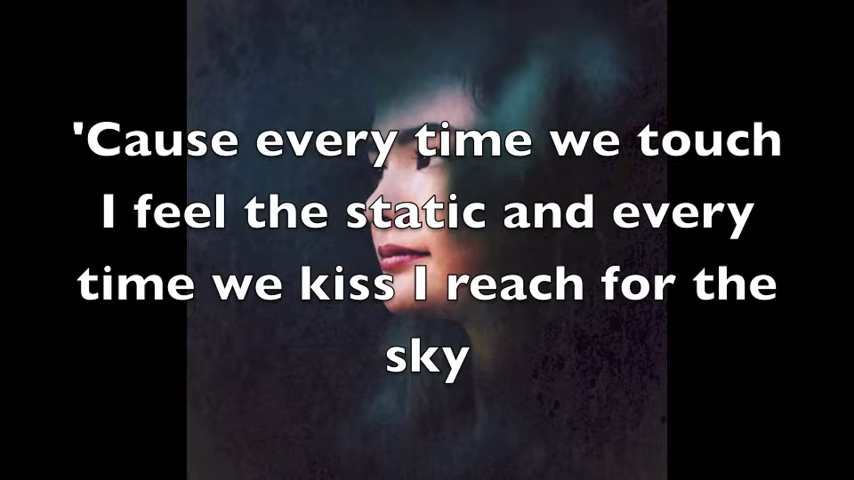 'Cause every time we touch
I feel the static and every
time we kiss I reach for the
sky